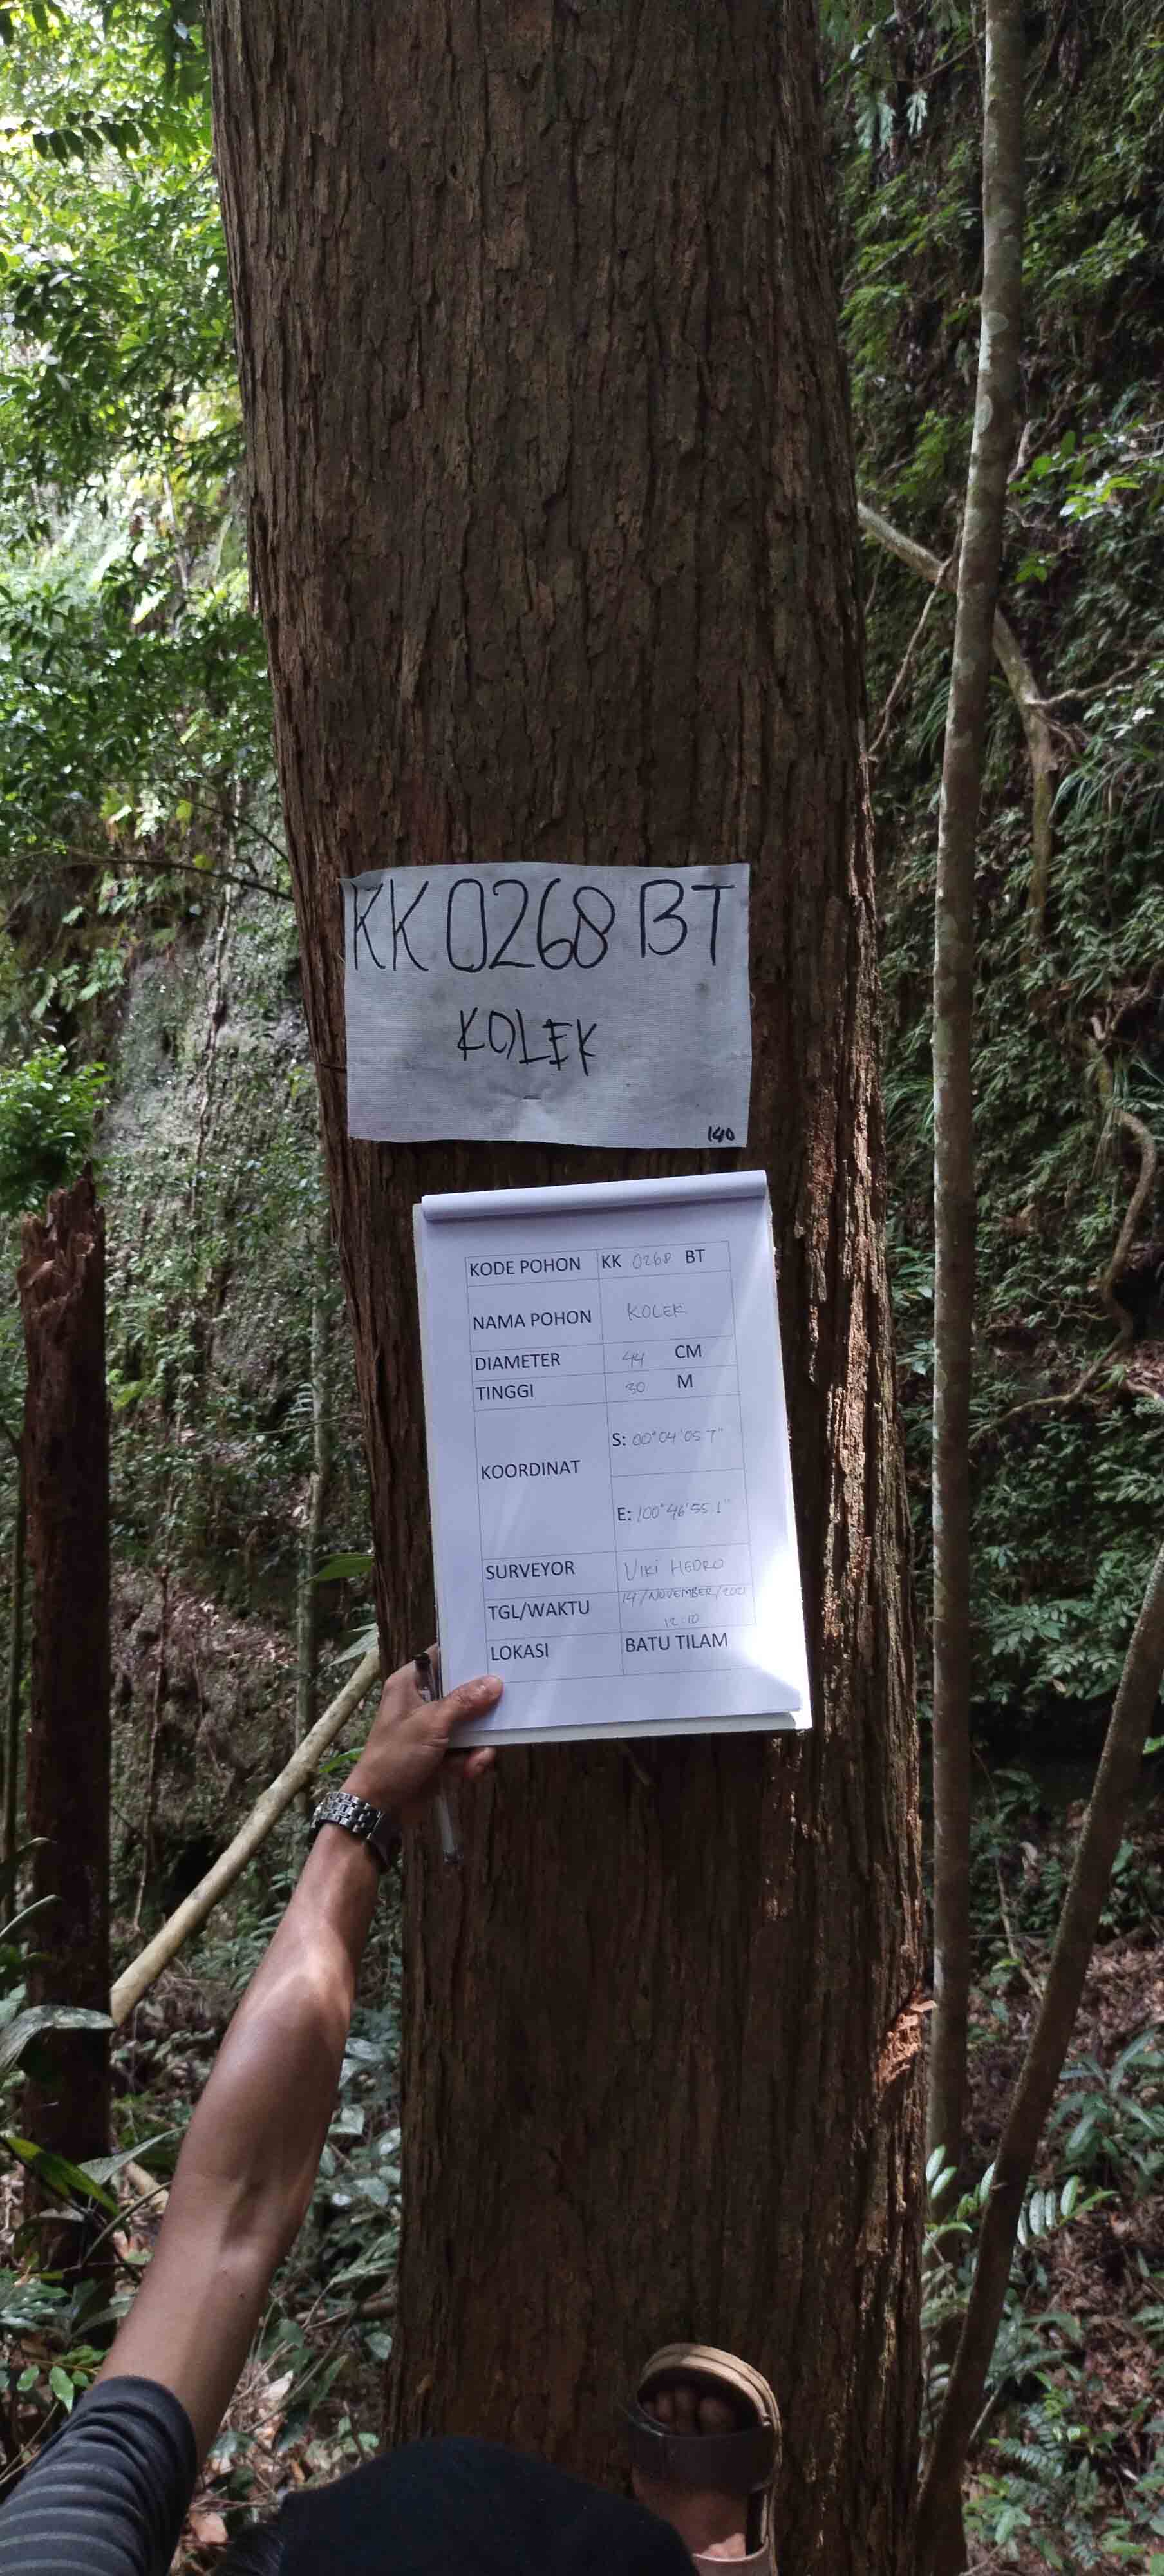 KK 0268 BT
KOLEK
140
KODE POHON KK 0268 BT
NAMA POHON KOLEK
DIAMETER 44 CM
TINGGI 30 M
KOORDINAT
S: 00°04'05.7"
E: 100°46'55.1"
SURVEYOR VIKI HEDRO
TGL/WAKTU 14/NOVEMBER/2021
12:10
LOKASI BATU TILAM